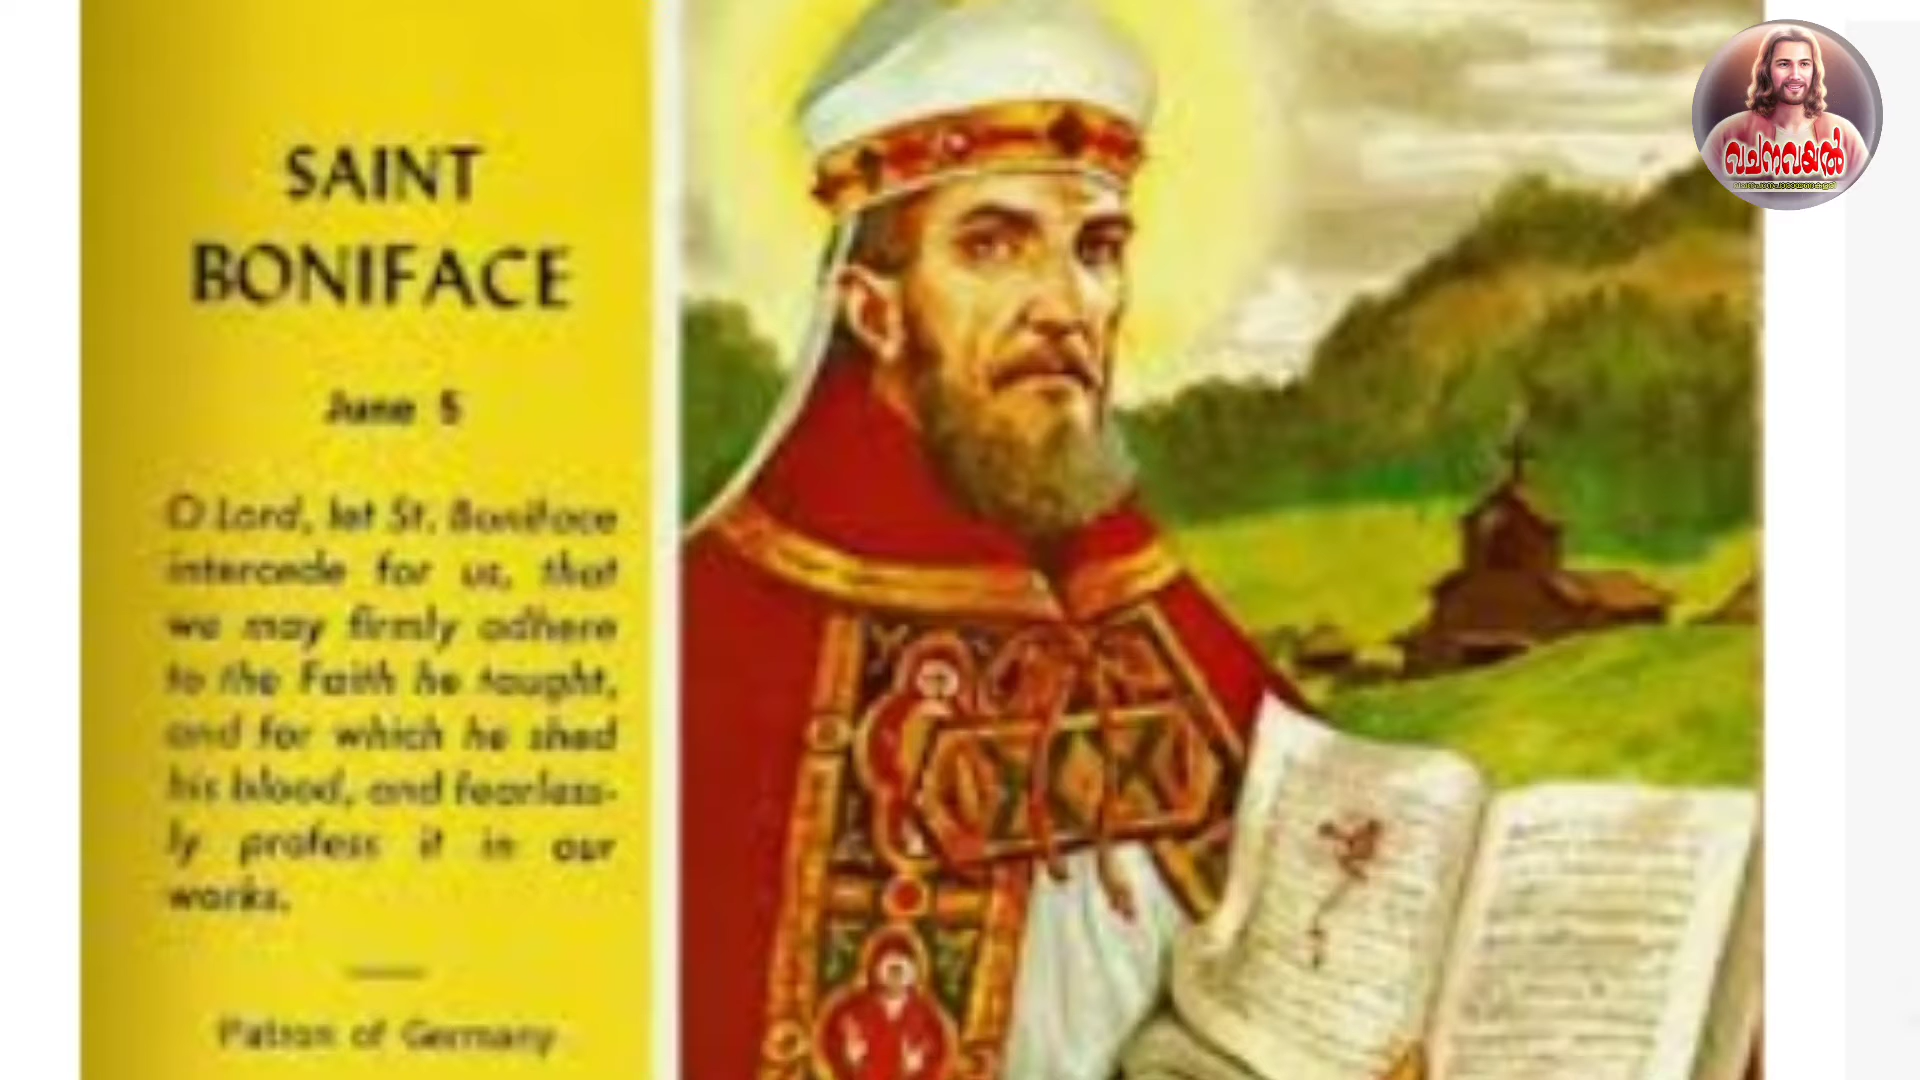 SAINT
BONIFACE
June 5
O Lord, let St. Boniface
intercede for us, that
we may firmly adhere
to the Faith he taught,
and for which he shed
his blood, and fearless-
ly profess it in our
works.
Patron of Germany
വചനവയൽ